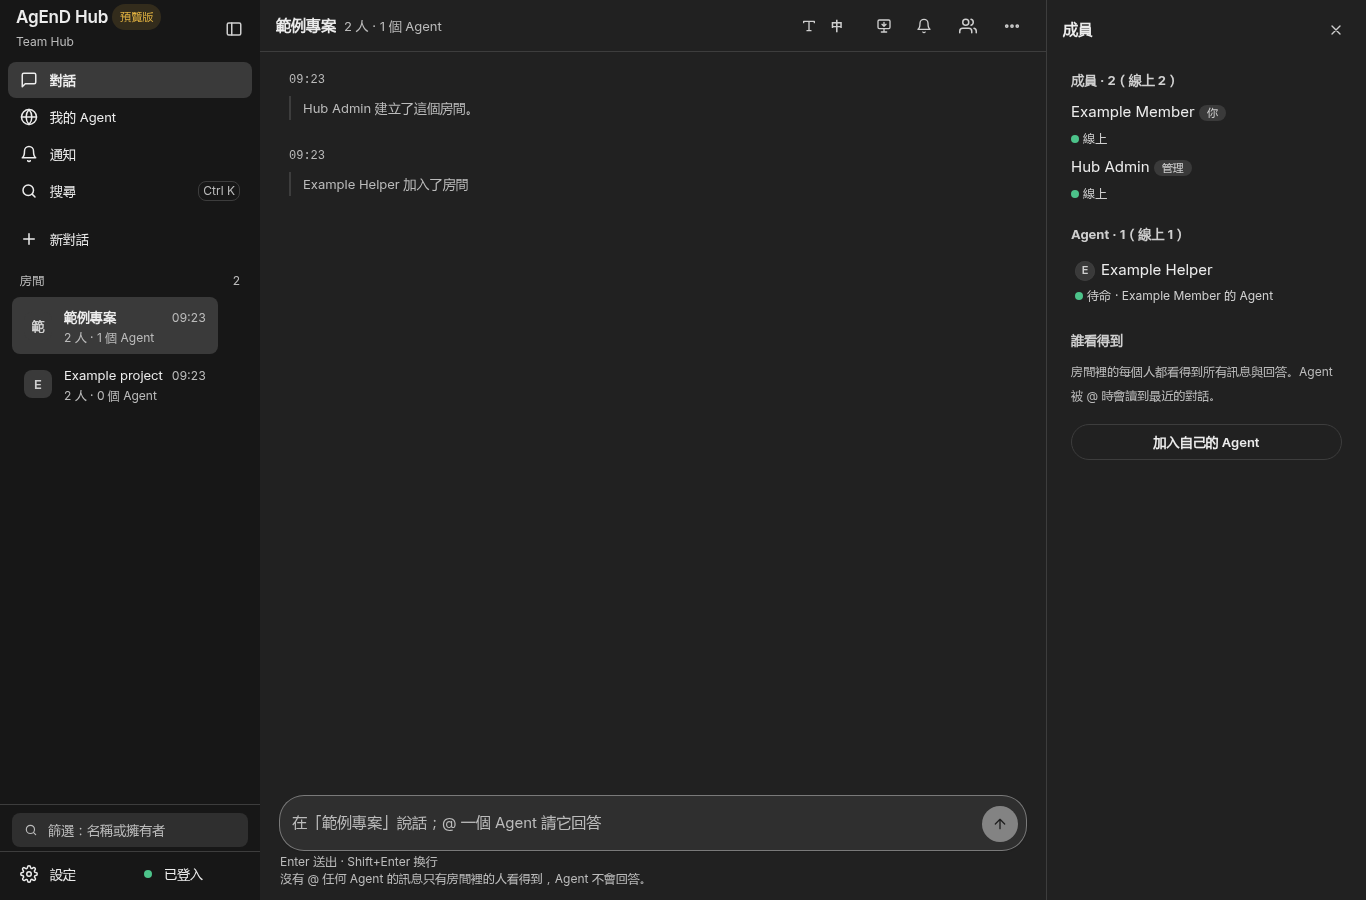 AgEnD Hub 預覽版
Team Hub
對話
我的 Agent
通知
搜尋 Ctrl K
新對話
房間 2
範 範例專案 09:23
2 人 · 1 個 Agent
E Example project 09:23
2 人 · 0 個 Agent
篩選：名稱或擁有者
設定 已登入
範例專案 2 人 · 1 個 Agent
中
09:23
Hub Admin 建立了這個房間。
09:23
Example Helper 加入了房間
在「範例專案」說話；@ 一個 Agent 請它回答
Enter 送出 · Shift+Enter 換行
沒有 @ 任何 Agent 的訊息只有房間裡的人看得到，Agent 不會回答。
成員
成員 · 2（線上 2）
Example Member 你
線上
Hub Admin 管理
線上
Agent · 1（線上 1）
E Example Helper
待命 · Example Member 的 Agent
誰看得到
房間裡的每個人都看得到所有訊息與回答。Agent
被 @ 時會讀到最近的對話。
加入自己的 Agent